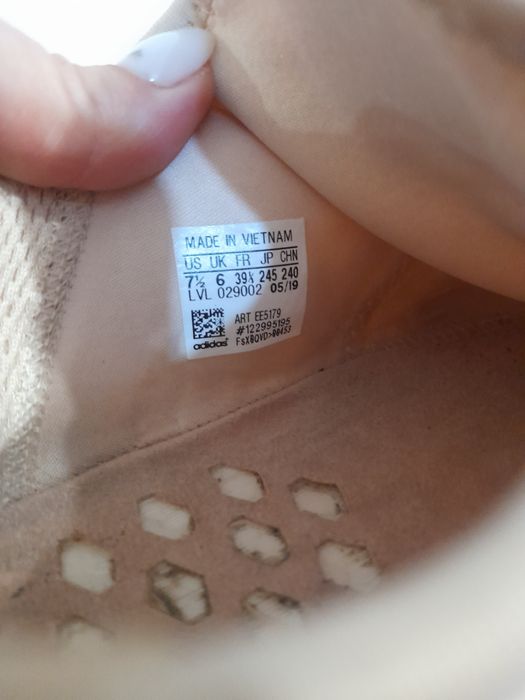 MADE IN VIETNAM
US UK FR JP CHN
7½ 6 39⅓ 245 240
LVL 029002 05/19
ART EE5179
#122995195
adidas